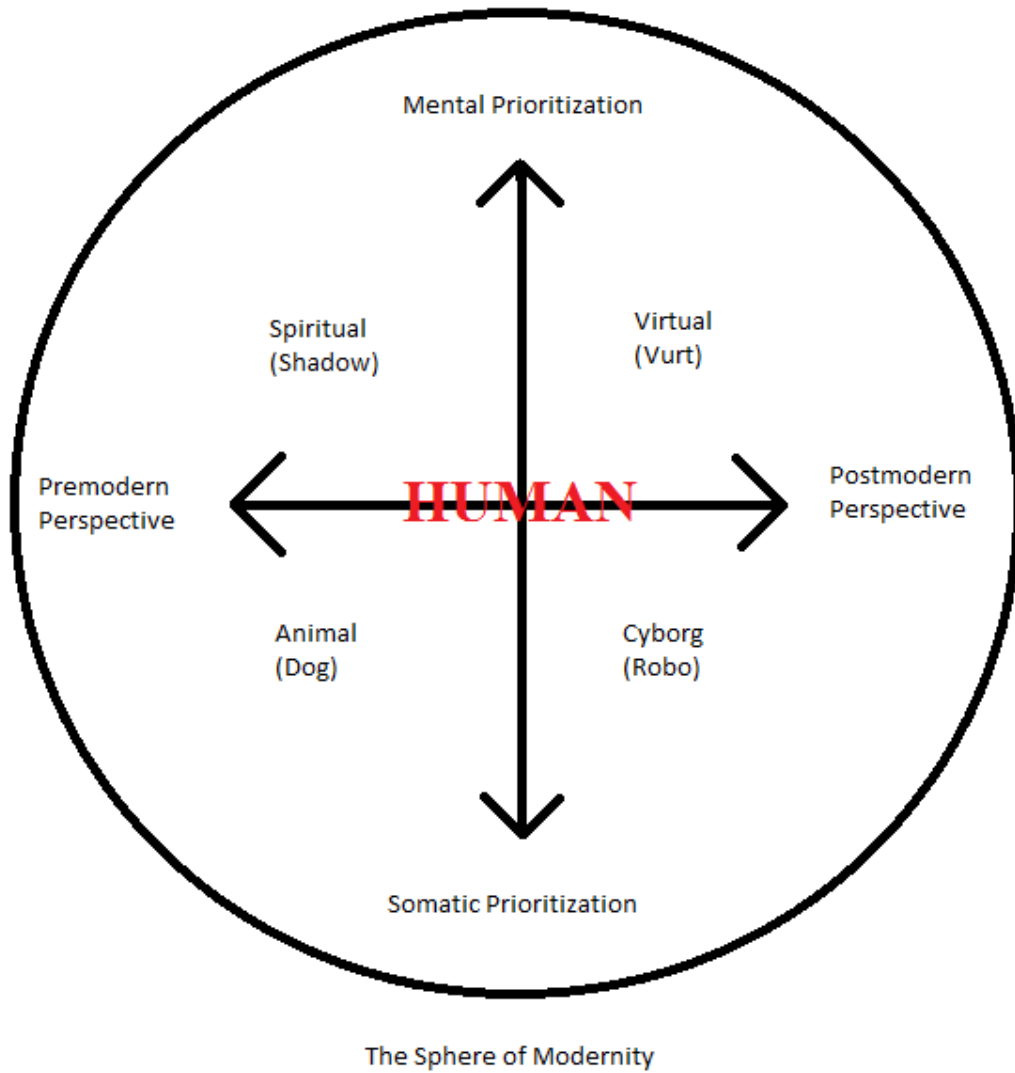 Mental Prioritization
Spiritual
(Shadow)
Virtual
(Vurt)
Premodern
Perspective
HUMAN
Postmodern
Perspective
Animal
(Dog)
Cyborg
(Robo)
Somatic Prioritization
The Sphere of Modernity